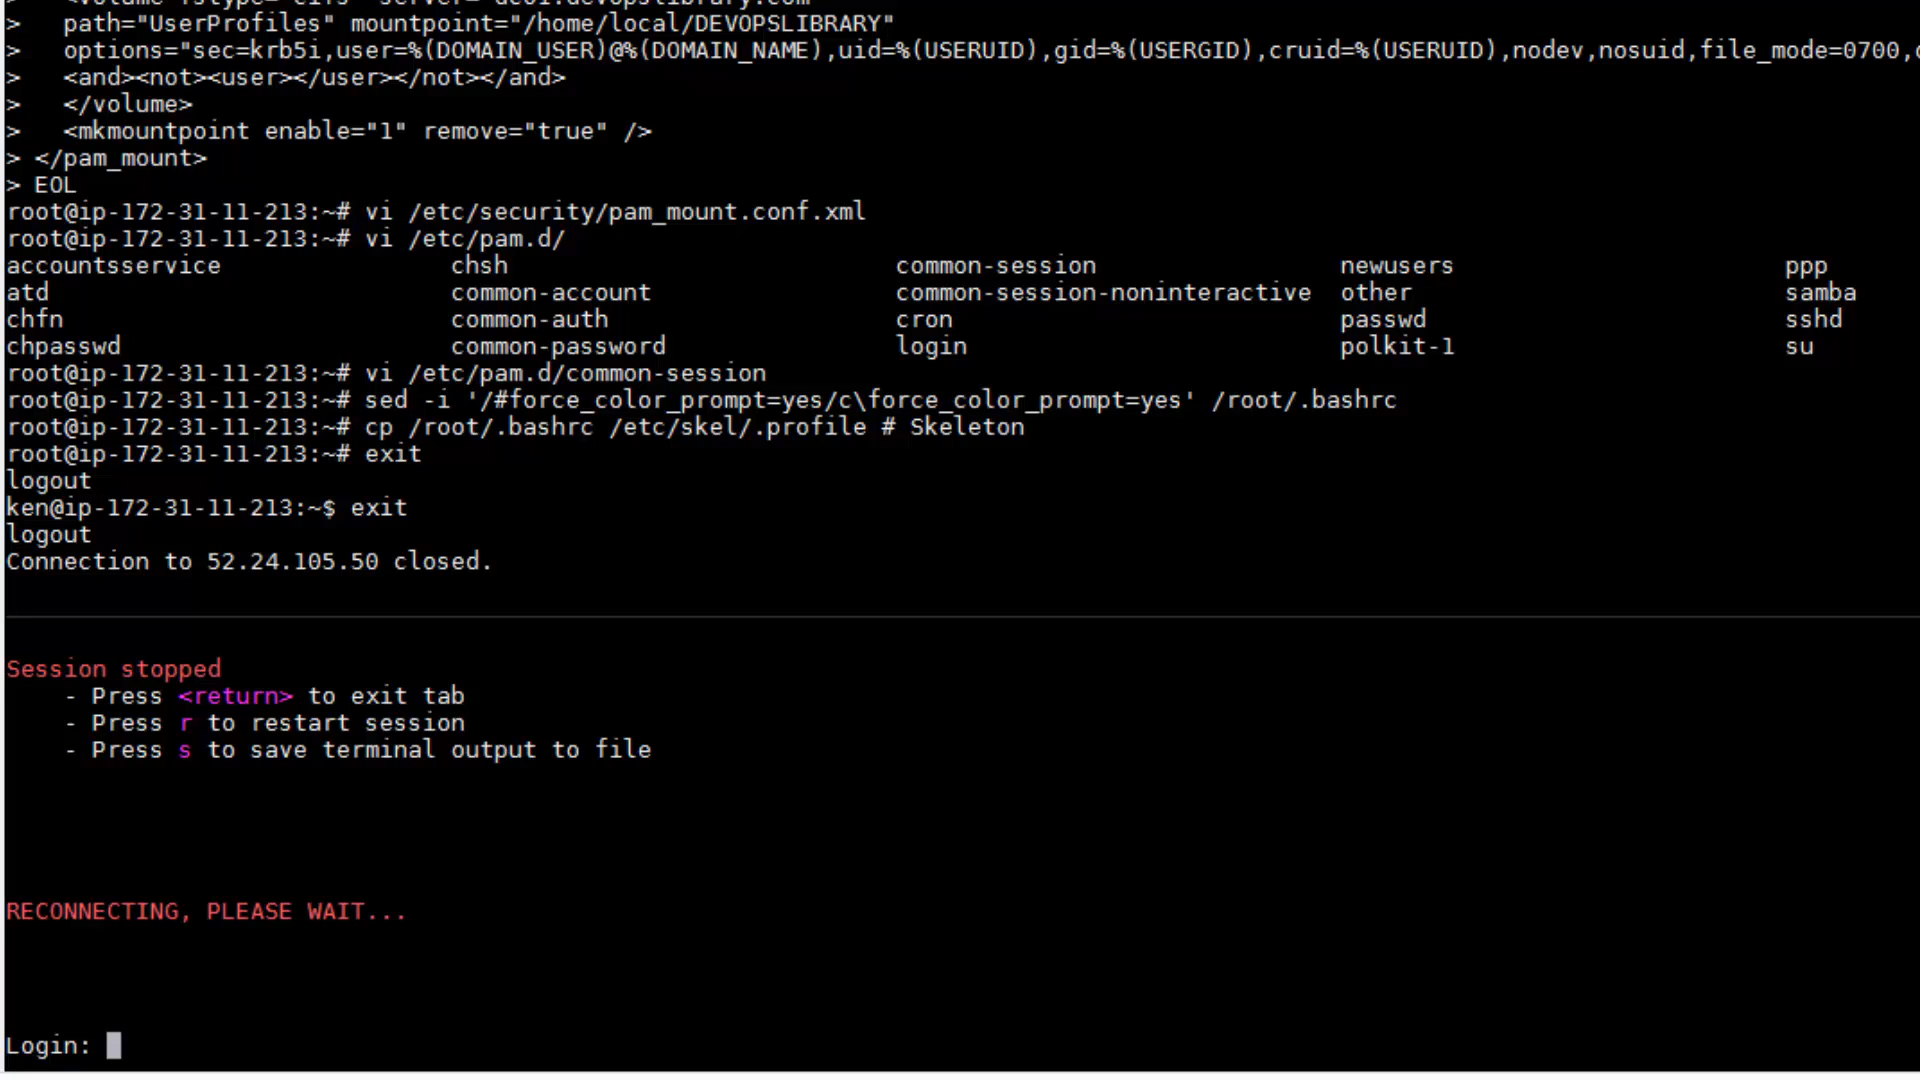 >   <volume fstype="cifs" server="dc01.devopslibrary.com"
>   path="UserProfiles" mountpoint="/home/local/DEVOPSLIBRARY"
>   options="sec=krb5i,user=%(DOMAIN_USER)@%(DOMAIN_NAME),uid=%(USERUID),gid=%(USERGID),cruid=%(USERUID),nodev,nosuid,file_mode=0700,
>   <and><not><user></user></not></and>
>   </volume>
>   <mkmountpoint enable="1" remove="true" />
> </pam_mount>
> EOL
root@ip-172-31-11-213:~# vi /etc/security/pam_mount.conf.xml
root@ip-172-31-11-213:~# vi /etc/pam.d/
accountsservice chsh common-session newusers ppp
atd common-account common-session-noninteractive other samba
chfn common-auth cron passwd sshd
chpasswd common-password login polkit-1 su
root@ip-172-31-11-213:~# vi /etc/pam.d/common-session
root@ip-172-31-11-213:~# sed -i '/#force_color_prompt=yes/c\force_color_prompt=yes' /root/.bashrc
root@ip-172-31-11-213:~# cp /root/.bashrc /etc/skel/.profile # Skeleton
root@ip-172-31-11-213:~# exit
logout
ken@ip-172-31-11-213:~$ exit
logout
Connection to 52.24.105.50 closed.
Session stopped
- Press <return> to exit tab
- Press r to restart session
- Press s to save terminal output to file
RECONNECTING, PLEASE WAIT...
Login: